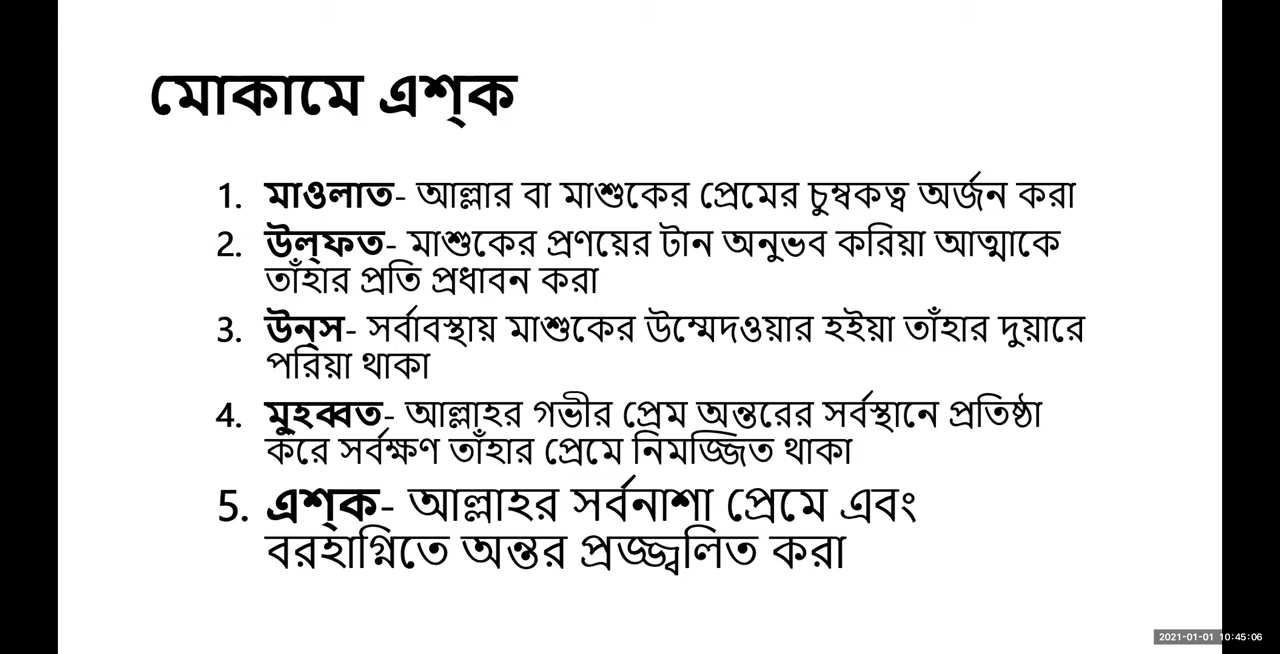 মোকামে এশ্‌ক
1. মাওলাত- আল্লার বা মাশুকের প্রেমের চুম্বকত্ব অর্জন করা
2. উল্‌ফত- মাশুকের প্রণয়ের টান অনুভব করিয়া আত্মাকে
তাঁহার প্রতি প্রধাবন করা
3. উন্‌স- সর্বাবস্থায় মাশুকের উম্মেদওয়ার হইয়া তাঁহার দুয়ারে
পরিয়া থাকা
4. মুহব্বত- আল্লাহর গভীর প্রেম অন্তরের সর্বস্থানে প্রতিষ্ঠা
করে সর্বক্ষণ তাঁহার প্রেমে নিমজ্জিত থাকা
5. এশ্‌ক- আল্লাহর সর্বনাশা প্রেমে এবং
বরহাগ্নিতে অন্তর প্রজ্জ্বলিত করা
2021-01-01 10:45:06